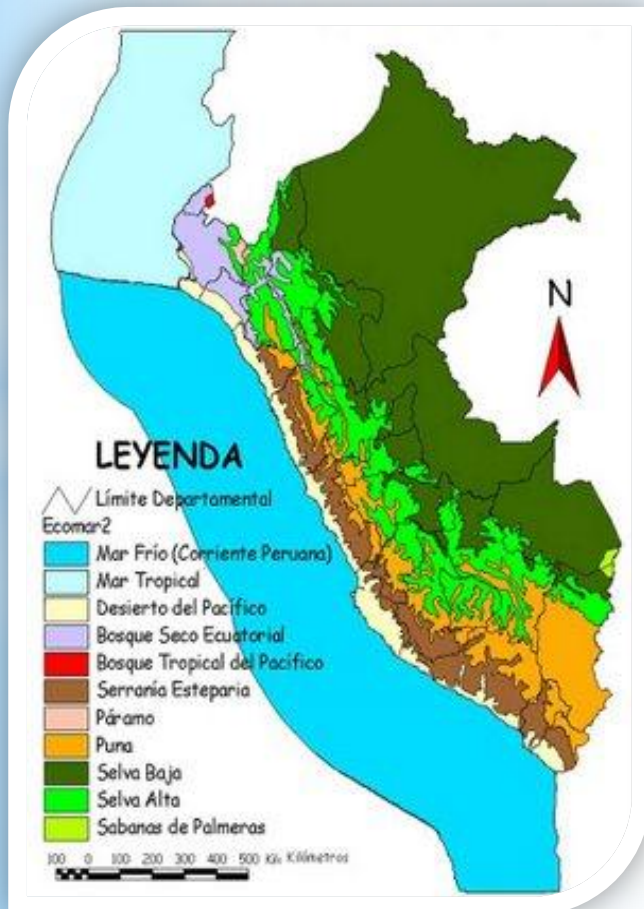 N
LEYENDA
Límite Departamental
Ecomar2
Mar Frío (Corriente Peruana)
Mar Tropical
Desierto del Pacífico
Bosque Seco Ecuatorial
Bosque Tropical del Pacífico
Serranía Esteparia
Páramo
Puna
Selva Baja
Selva Alta
Sabanas de Palmeras
100 0 100 200 300 400 500 Kilómetros